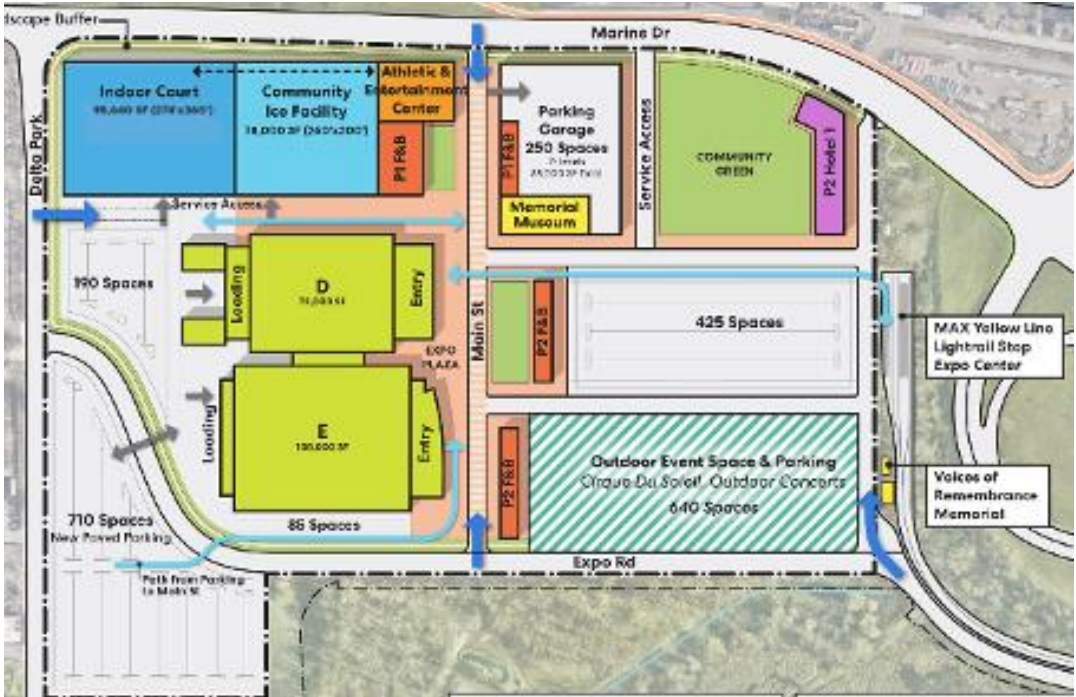 dscape Buffer
Marine Dr
Delta Park
Indoor Court
Community
Ice Facility
Athletic &
Entertainment
Center
P1 F&B
P1 F&B
Parking
Garage
250 Spaces
Memorial
Museum
Service Access
COMMUNITY
GREEN
P2 Hotel 1
Service Access
190 Spaces
Loading
D
Entry
EXPO
PLAZA
Main St
P2 F&B
425 Spaces
MAX Yellow Line
Lightrail Stop
Expo Center
Loading
E
Entry
P2 F&B
Outdoor Event Space & Parking
Cirque Du Soleil, Outdoor Concerts
640 Spaces
Voices of
Remembrance
Memorial
710 Spaces
New Paved Parking
85 Spaces
Path From Parking
to Main St
Expo Rd